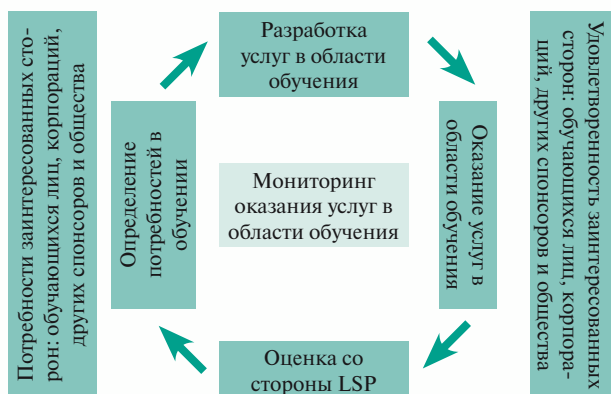 Потребности заинтересованных сто-
рон: обучающихся лиц, корпораций,
других спонсоров и общества
Определение
потребностей в
обучении
Разработка
услуг в области
обучения
Мониторинг
оказания услуг в
области обучения
Оценка со
стороны LSP
Оказание услуг в
области обучения
Удовлетворенность заинтересованных
сторон: обучающихся лиц, корпора-
ций, других спонсоров и общества